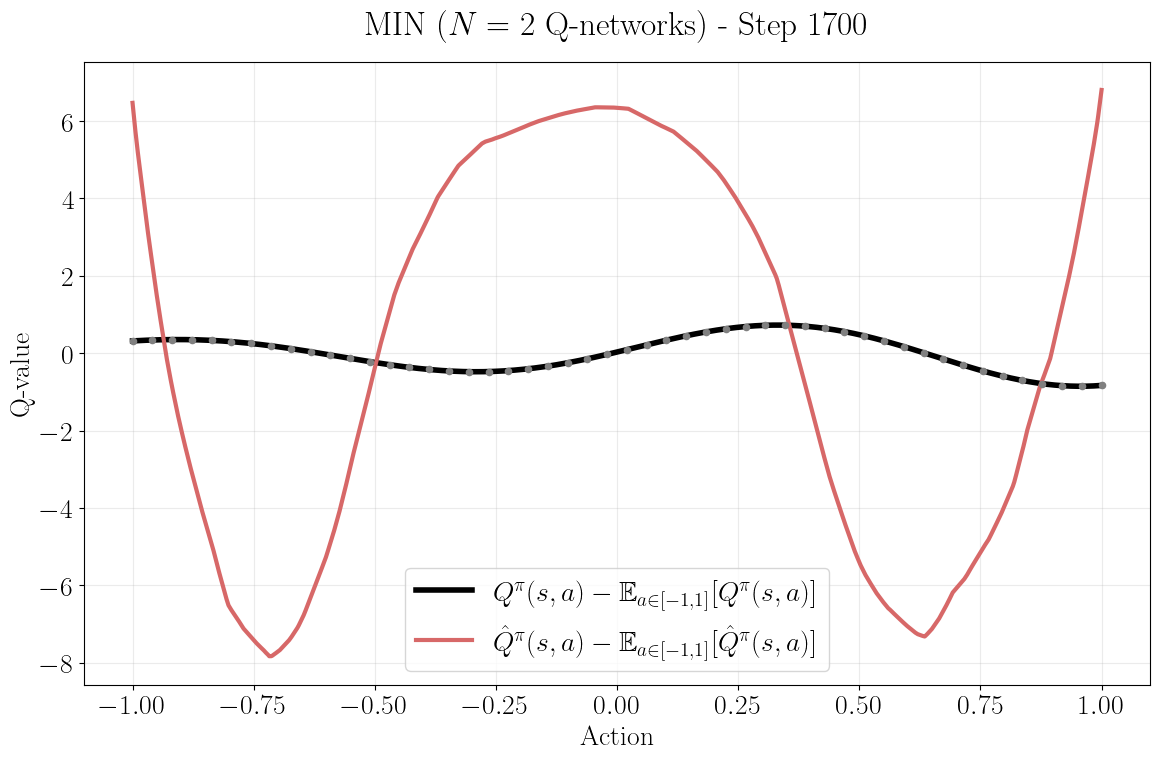 MIN (N = 2 Q-networks) - Step 1700
Q-value
6
4
2
0
−2
−4
−6
−8
Q^π(s, a) − 𝔼_{a∈[−1,1]}[Q^π(s, a)]
Q̂^π(s, a) − 𝔼_{a∈[−1,1]}[Q̂^π(s, a)]
−1.00 −0.75 −0.50 −0.25 0.00 0.25 0.50 0.75 1.00
Action